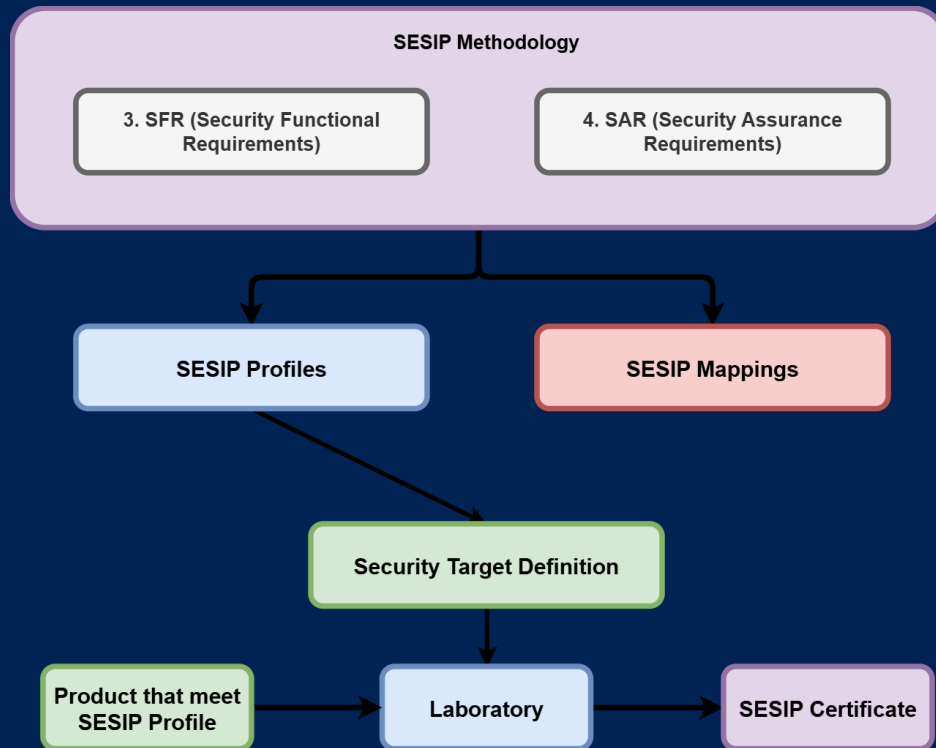 SESIP Methodology
3. SFR (Security Functional
Requirements)
4. SAR (Security Assurance
Requirements)
SESIP Profiles
SESIP Mappings
Security Target Definition
Product that meet
SESIP Profile
Laboratory
SESIP Certificate